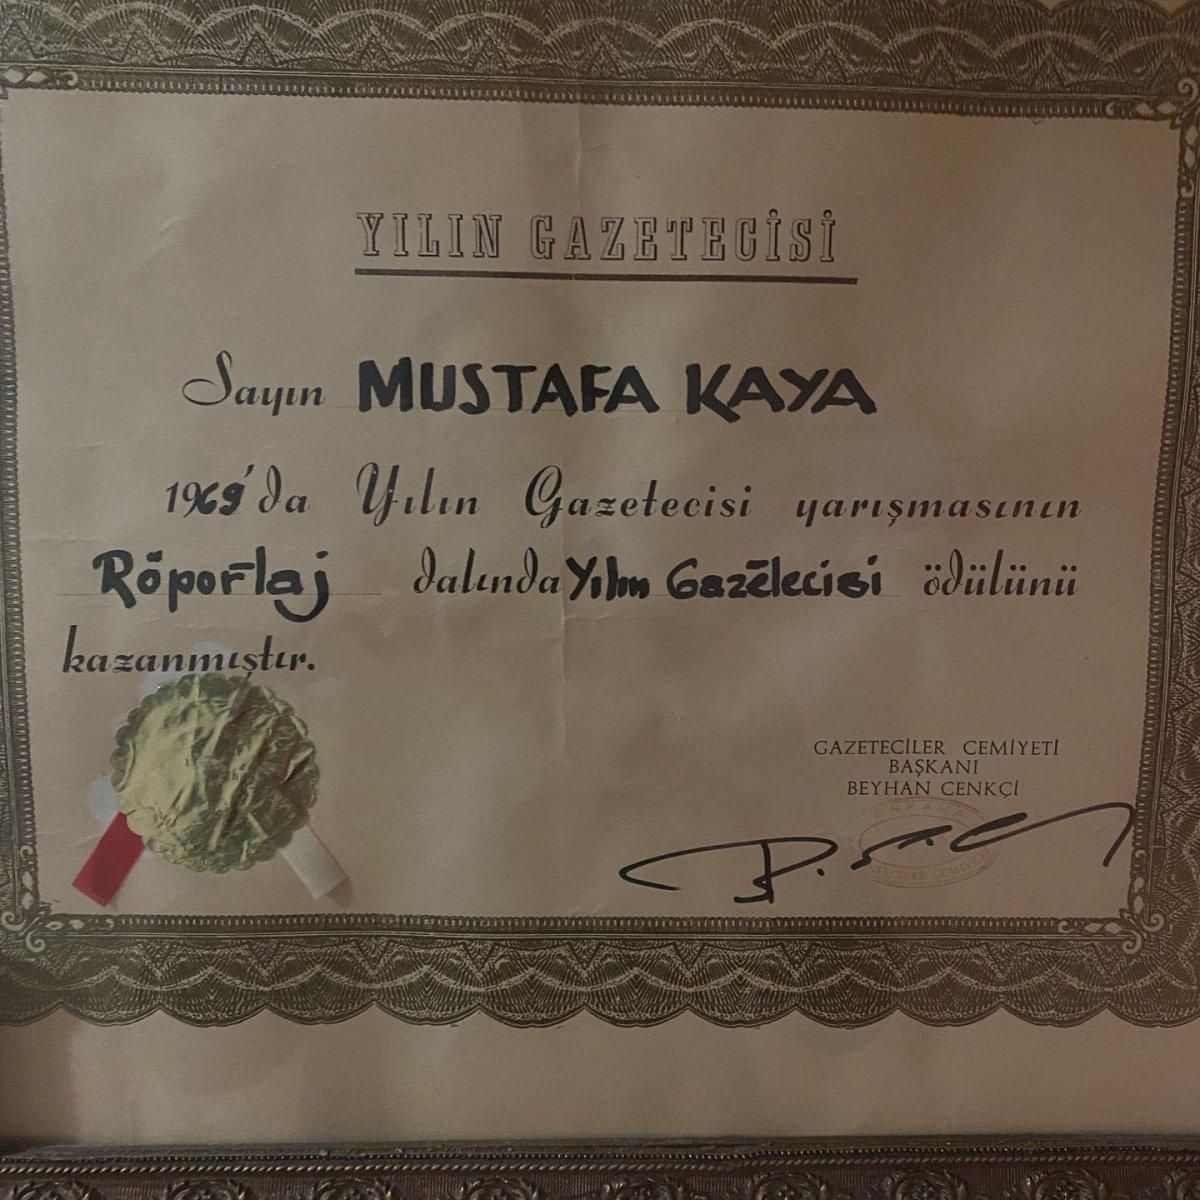 YILIN GAZETECİSİ
Sayın MUSTAFA KAYA
1969'da Yılın Gazetecisi yarışmasının
Röportaj dalında Yılın Gazetecisi ödülünü
kazanmıştır.
GAZETECİLER CEMİYETİ
BAŞKANI
BEYHAN CENKÇİ
ANKARA